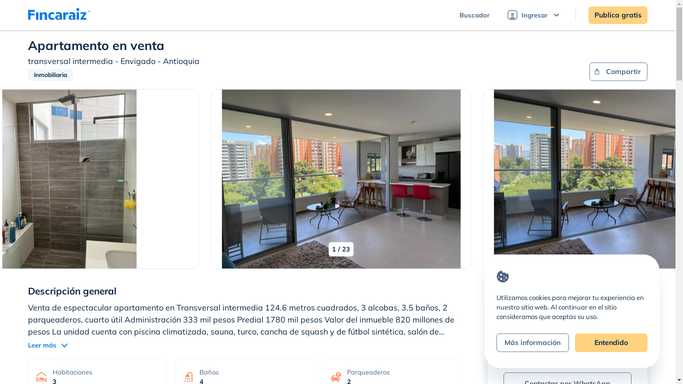 Fincaraiz
Buscador
Ingresar
Publica gratis
Apartamento en venta
transversal intermedia - Envigado - Antioquia
Inmobiliaria
Compartir
1 / 23
Descripción general
Venta de espectacular apartamento en Transversal intermedia 124.6 metros cuadrados, 3 alcobas, 3,5 baños, 2
parqueaderos, cuarto útil Administración 333 mil pesos Predial 1780 mil pesos Valor del inmueble 820 millones de
pesos La unidad cuenta con piscina climatizada, sauna, turco, cancha de squash y de fútbol sintética, salón de...
Leer más
Habitaciones
3
Baños
4
Parqueaderos
2
Utilizamos cookies para mejorar tu experiencia en
nuestro sitio web. Al continuar en el sitio
consideramos que aceptas su uso.
Más información
Entendido
Contactar por WhatsApp